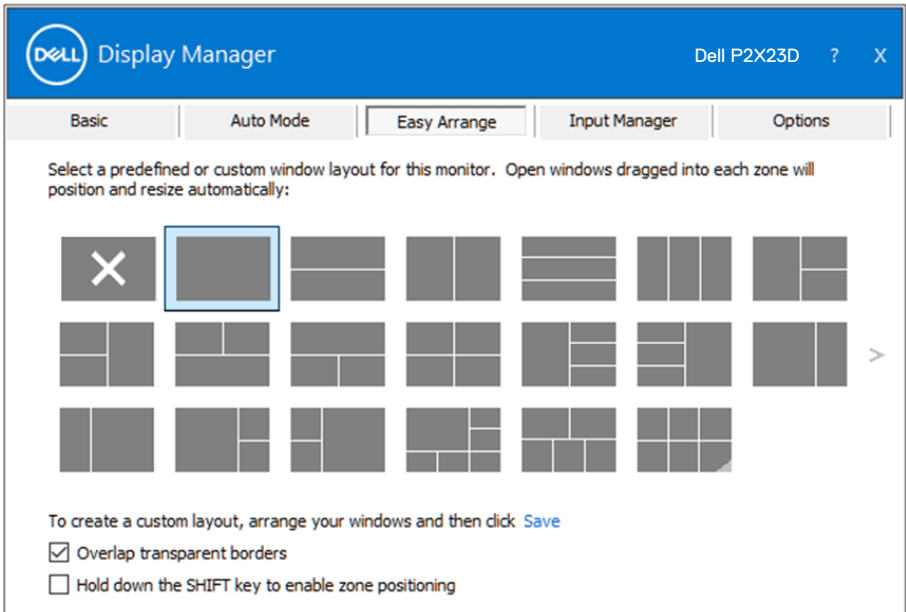 DELL Display Manager Dell P2X23D ? X
Basic Auto Mode Easy Arrange Input Manager Options
Select a predefined or custom window layout for this monitor. Open windows dragged into each zone will
position and resize automatically:
>
To create a custom layout, arrange your windows and then click Save
Overlap transparent borders
Hold down the SHIFT key to enable zone positioning